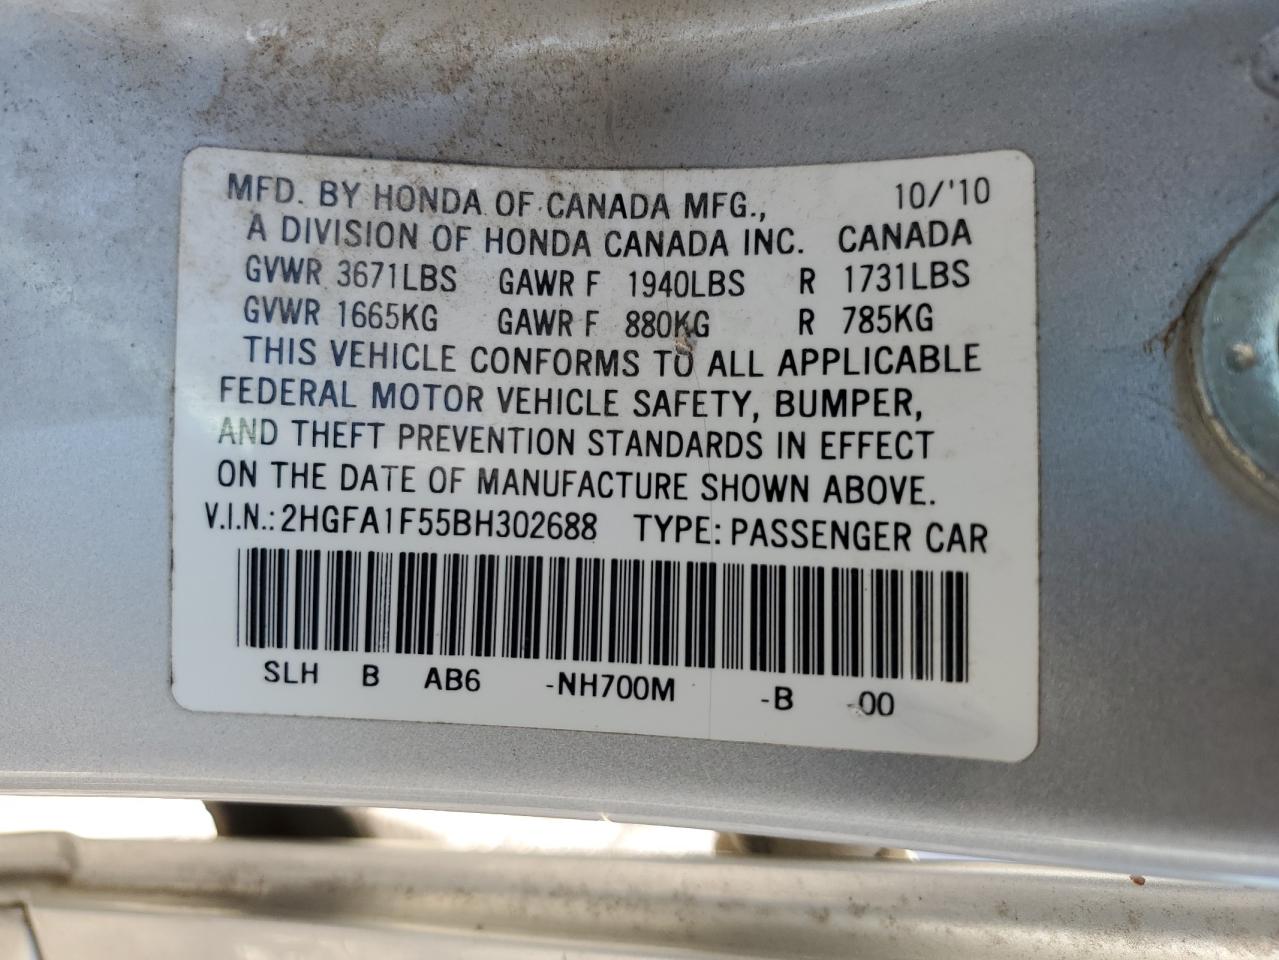 MFD. BY HONDA OF CANADA MFG., 10/'10
A DIVISION OF HONDA CANADA INC. CANADA
GVWR 3671LBS GAWR F 1940LBS R 1731LBS
GVWR 1665KG GAWR F 880KG R 785KG
THIS VEHICLE CONFORMS TO ALL APPLICABLE
FEDERAL MOTOR VEHICLE SAFETY, BUMPER,
AND THEFT PREVENTION STANDARDS IN EFFECT
ON THE DATE OF MANUFACTURE SHOWN ABOVE.
V.I.N.: 2HGFA1F55BH302688 TYPE: PASSENGER CAR
SLH B AB6 -NH700M -B -00